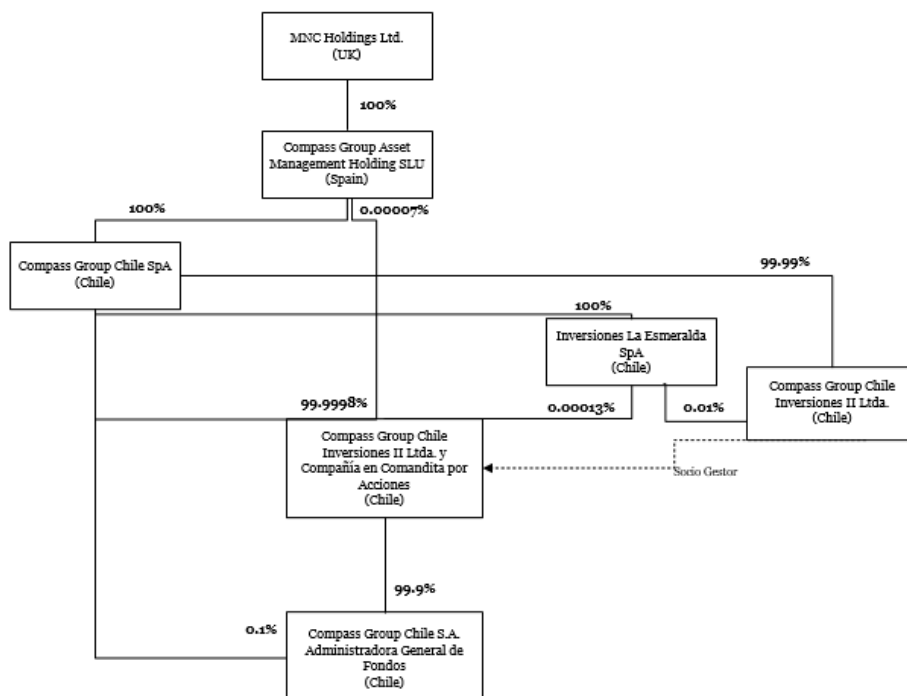 MNC Holdings Ltd.
(UK)
100%
Compass Group Asset
Management Holding SLU
(Spain)
100%
0.00007%
Compass Group Chile SpA
(Chile)
99.99%
100%
Inversiones La Esmeralda
SpA
(Chile)
Compass Group Chile
Inversiones II Ltda.
(Chile)
99.9998%
0.00013%
0.01%
Compass Group Chile
Inversiones II Ltda. y
Compañía en Comandita por
Acciones
(Chile)
Socio Gestor
99.9%
0.1%
Compass Group Chile S.A.
Administradora General de
Fondos
(Chile)